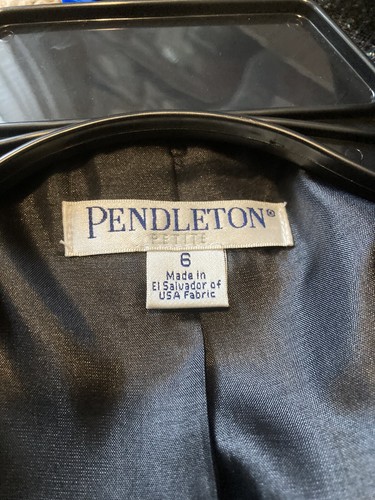 PENDLETON®
PETITE
6
Made in
El Salvador of
USA Fabric